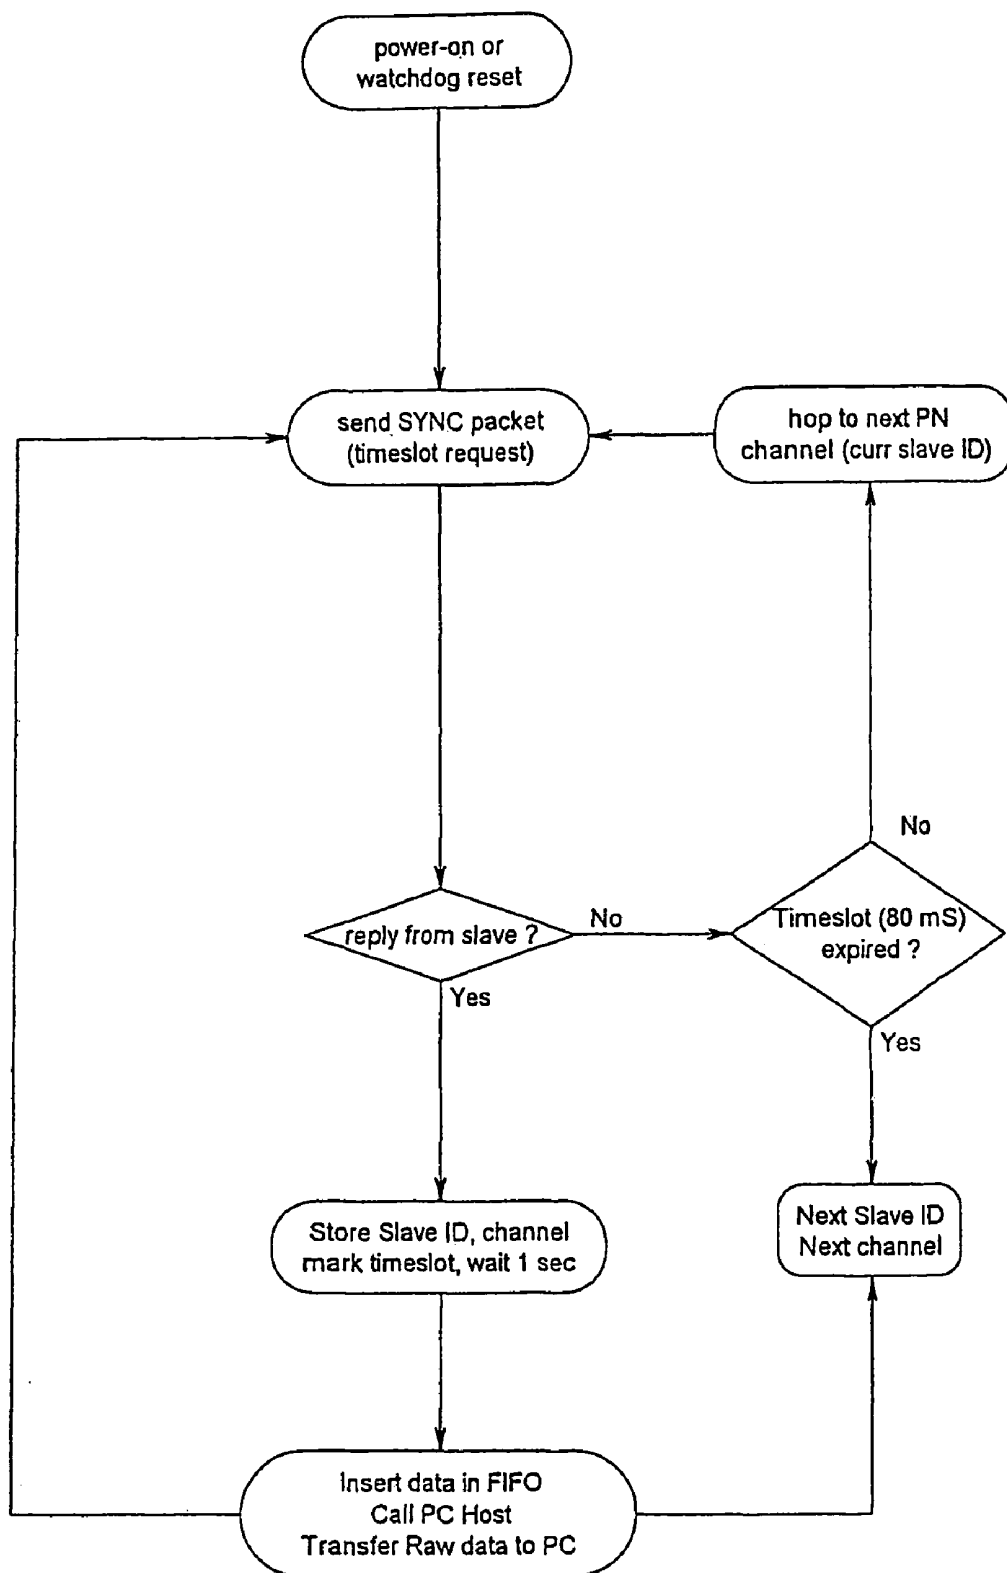 power-on or
watchdog reset
send SYNC packet
(timeslot request)
hop to next PN
channel (curr slave ID)
No
reply from slave ?
No
Timeslot (80 mS)
expired ?
Yes
Yes
Store Slave ID, channel
mark timeslot, wait 1 sec
Next Slave ID
Next channel
Insert data in FIFO
Call PC Host
Transfer Raw data to PC